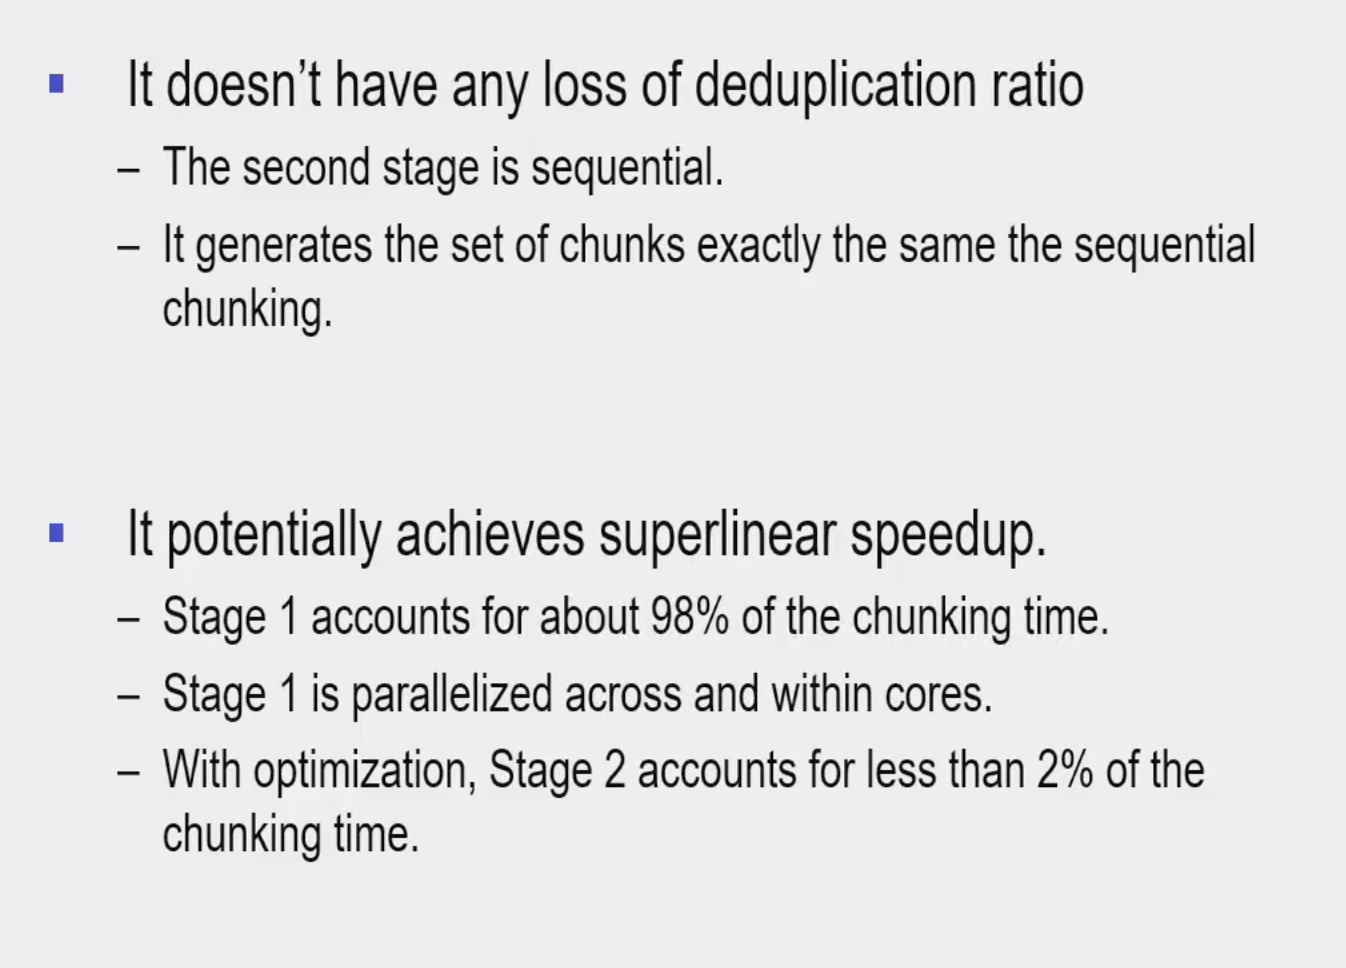 ▪ It doesn’t have any loss of deduplication ratio
– The second stage is sequential.
– It generates the set of chunks exactly the same the sequential
chunking.
▪ It potentially achieves superlinear speedup.
– Stage 1 accounts for about 98% of the chunking time.
– Stage 1 is parallelized across and within cores.
– With optimization, Stage 2 accounts for less than 2% of the
chunking time.